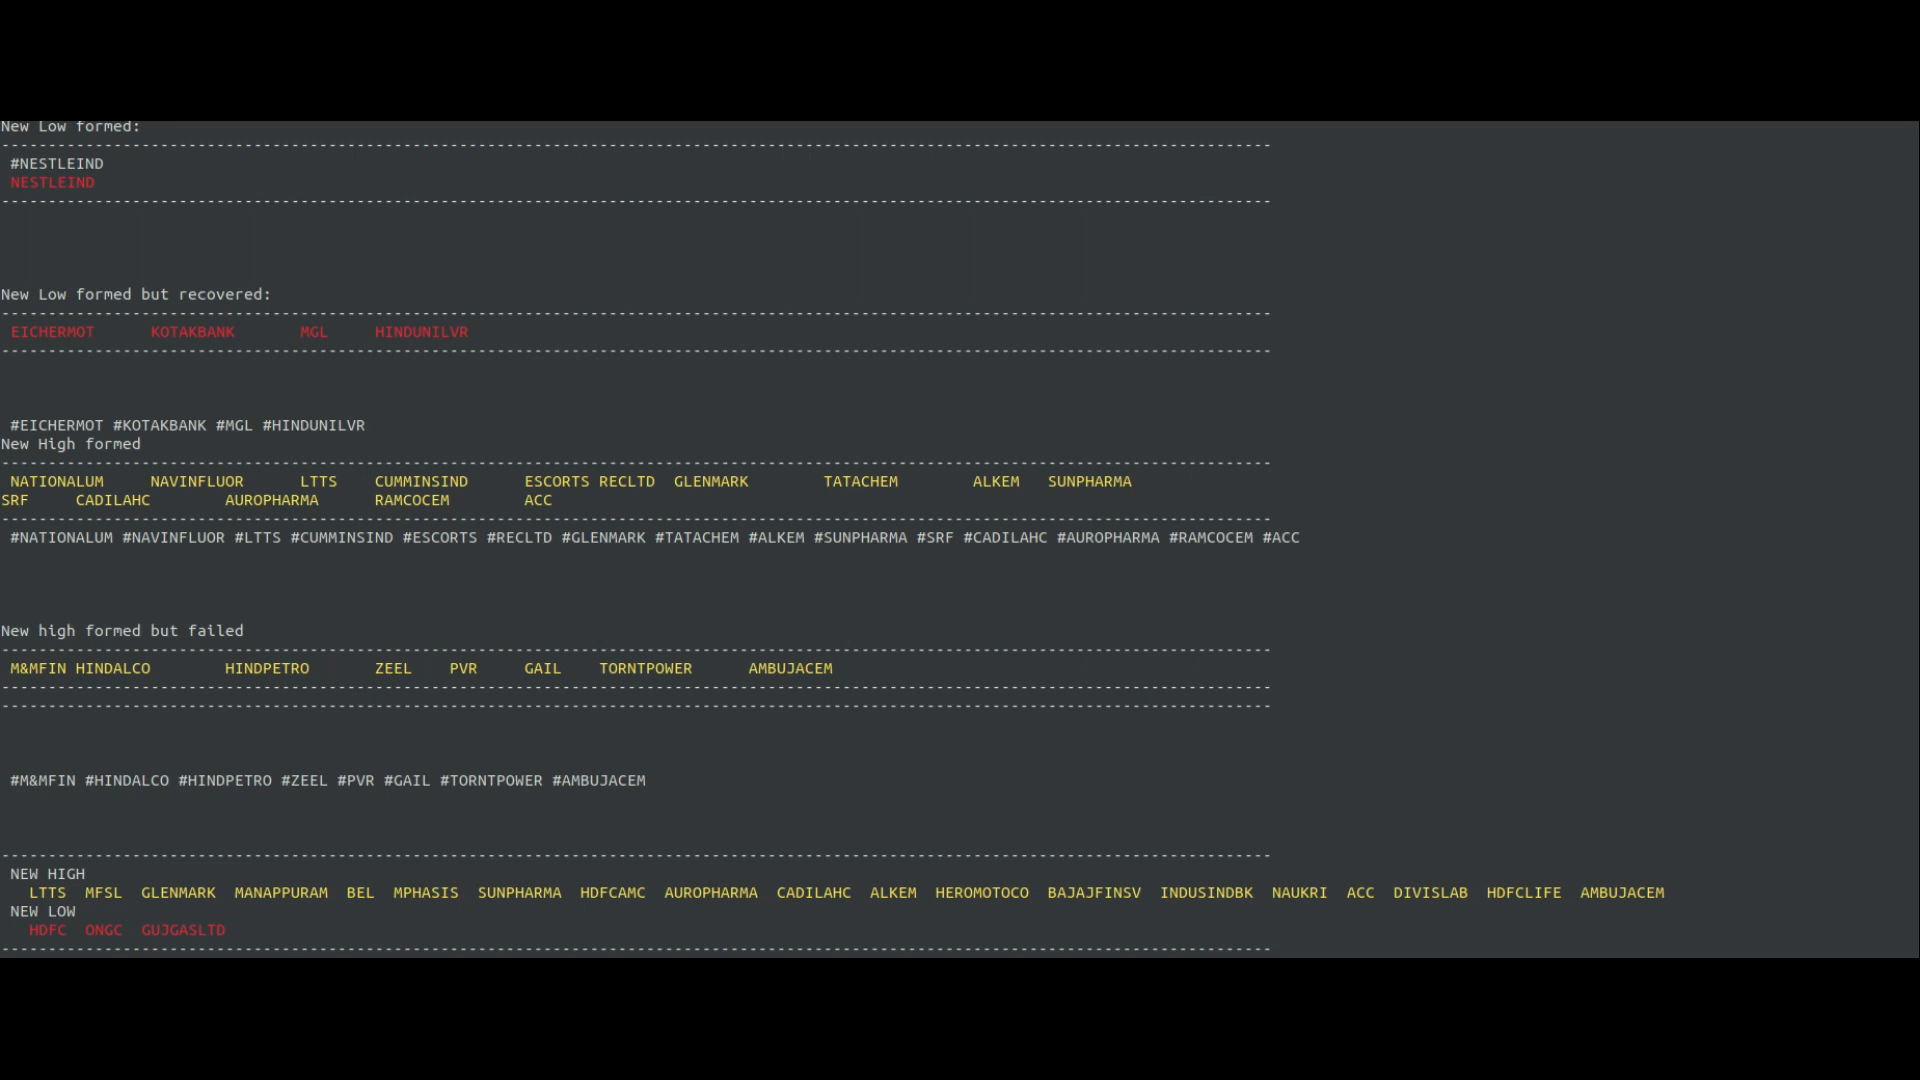 New Low formed:
----------------------------------------------------------------------------------------------------------------------------------------
#NESTLEIND
NESTLEIND
----------------------------------------------------------------------------------------------------------------------------------------
New Low formed but recovered:
----------------------------------------------------------------------------------------------------------------------------------------
EICHERMOT KOTAKBANK MGL HINDUNILVR
----------------------------------------------------------------------------------------------------------------------------------------
#EICHERMOT #KOTAKBANK #MGL #HINDUNILVR
New High formed
----------------------------------------------------------------------------------------------------------------------------------------
NATIONALUM NAVINFLUOR LTTS CUMMINSIND ESCORTS RECLTD GLENMARK TATACHEM ALKEM SUNPHARMA
SRF CADILAHC AUROPHARMA RAMCOCEM ACC
----------------------------------------------------------------------------------------------------------------------------------------
#NATIONALUM #NAVINFLUOR #LTTS #CUMMINSIND #ESCORTS #RECLTD #GLENMARK #TATACHEM #ALKEM #SUNPHARMA #SRF #CADILAHC #AUROPHARMA #RAMCOCEM #ACC
New high formed but failed
----------------------------------------------------------------------------------------------------------------------------------------
M&MFIN HINDALCO HINDPETRO ZEEL PVR GAIL TORNTPOWER AMBUJACEM
----------------------------------------------------------------------------------------------------------------------------------------
----------------------------------------------------------------------------------------------------------------------------------------
#M&MFIN #HINDALCO #HINDPETRO #ZEEL #PVR #GAIL #TORNTPOWER #AMBUJACEM
----------------------------------------------------------------------------------------------------------------------------------------
NEW HIGH
LTTS MFSL GLENMARK MANAPPURAM BEL MPHASIS SUNPHARMA HDFCAMC AUROPHARMA CADILAHC ALKEM HEROMOTOCO BAJAJFINSV INDUSINDBK NAUKRI ACC DIVISLAB HDFCLIFE AMBUJACEM
NEW LOW
HDFC ONGC GUJGASLTD
----------------------------------------------------------------------------------------------------------------------------------------